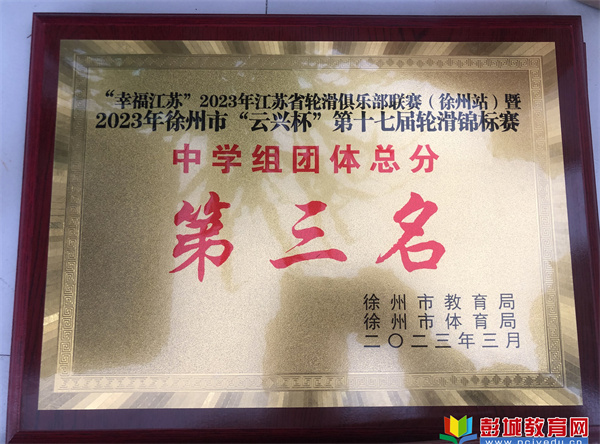 “幸福江苏”2023年江苏省轮滑俱乐部联赛（徐州站）暨
2023年徐州市“云兴杯”第十七届轮滑锦标赛
中学组团体总分
第三名
徐州市教育局
徐州市体育局
二〇二三年三月
彭城教育网
www.pcjyedu.cn